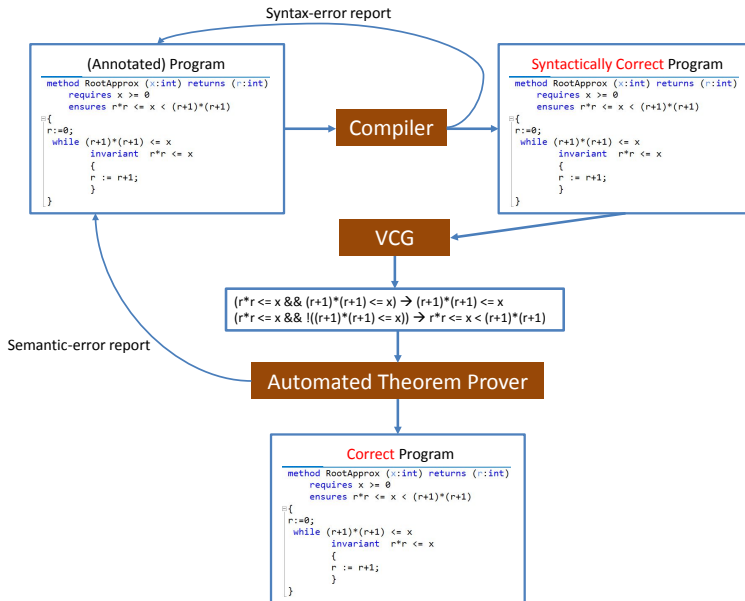 Syntax-error report
(Annotated) Program
method RootApprox (x:int) returns (r:int)
requires x >= 0
ensures r*r <= x < (r+1)*(r+1)
{
r:=0;
while (r+1)*(r+1) <= x
invariant r*r <= x
{
r := r+1;
}
}
Compiler
Syntactically Correct Program
method RootApprox (x:int) returns (r:int)
requires x >= 0
ensures r*r <= x < (r+1)*(r+1)
{
r:=0;
while (r+1)*(r+1) <= x
invariant r*r <= x
{
r := r+1;
}
}
VCG
(r*r <= x && (r+1)*(r+1) <= x) → (r+1)*(r+1) <= x
(r*r <= x && !((r+1)*(r+1) <= x)) → r*r <= x < (r+1)*(r+1)
Semantic-error report
Automated Theorem Prover
Correct Program
method RootApprox (x:int) returns (r:int)
requires x >= 0
ensures r*r <= x < (r+1)*(r+1)
{
r:=0;
while (r+1)*(r+1) <= x
invariant r*r <= x
{
r := r+1;
}
}